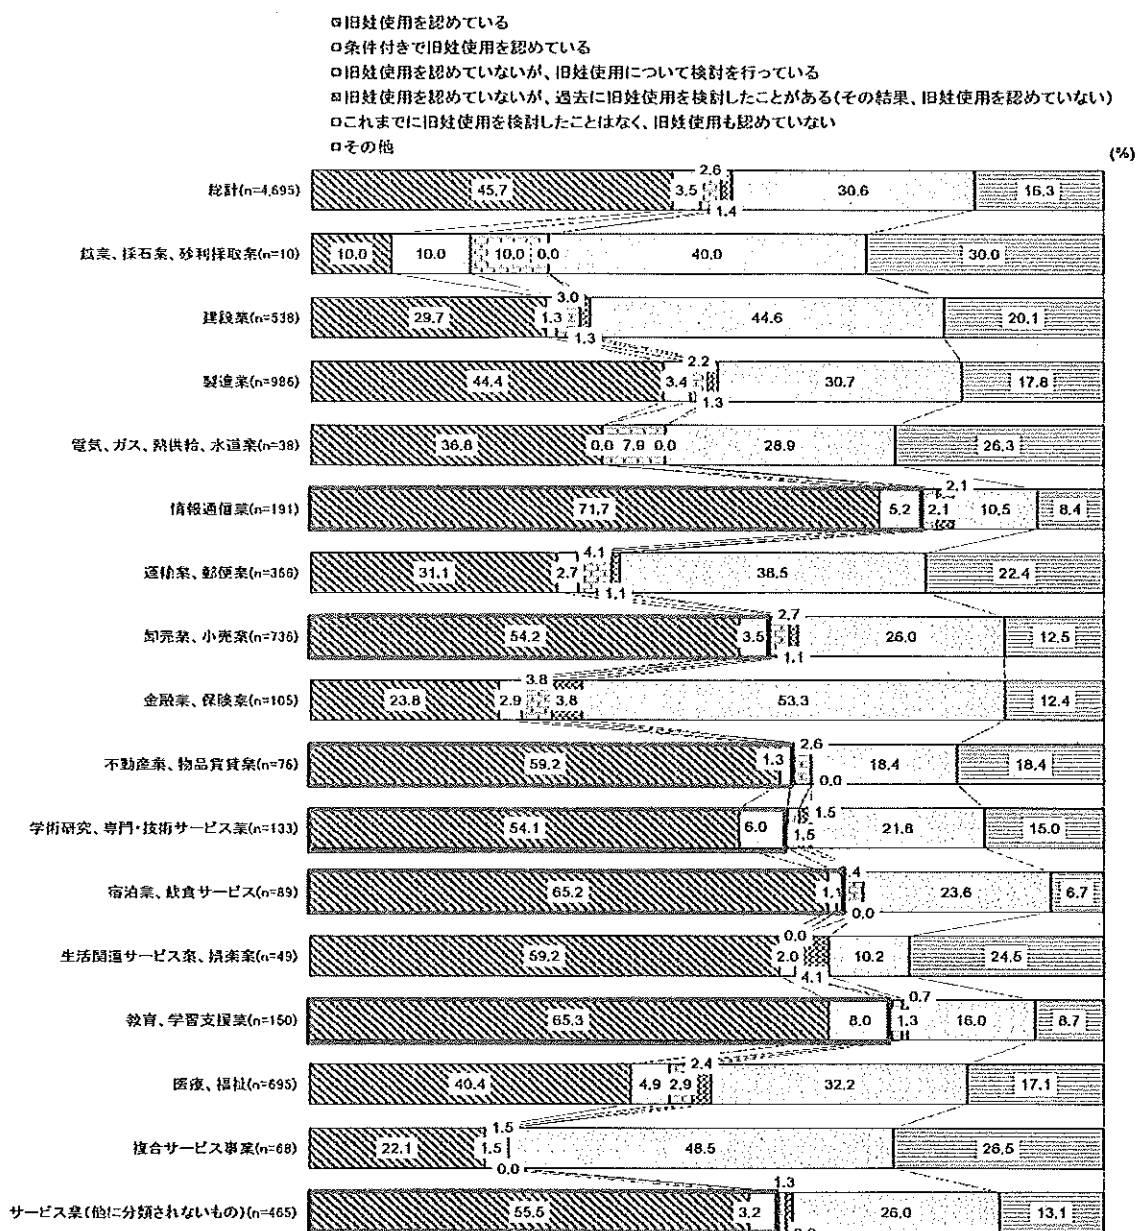 旧姓使用を認めている
条件付きで旧姓使用を認めている
旧姓使用を認めていないが、旧姓使用について検討を行っている
旧姓使用を認めていないが、過去に旧姓使用を検討したことがある(その結果、旧姓使用を認めていない)
これまでに旧姓使用を検討したことはなく、旧姓使用も認めていない
その他
(%)
総計(n=4,695) 45.7 3.5 2.6 1.4 30.6 16.3
鉱業、採石業、砂利採取業(n=10) 10.0 10.0 10.0 0.0 40.0 30.0
建設業(n=538) 29.7 1.3 3.0 1.3 44.6 20.1
製造業(n=986) 44.4 3.4 2.2 1.3 30.7 17.8
電気、ガス、熱供給、水道業(n=38) 36.8 0.0 7.9 0.0 28.9 26.3
情報通信業(n=191) 71.7 5.2 2.1 2.1 10.5 8.4
運輸業、郵便業(n=366) 31.1 2.7 4.1 1.1 38.5 22.4
卸売業、小売業(n=736) 54.2 3.5 2.7 1.1 26.0 12.5
金融業、保険業(n=105) 23.8 2.9 3.8 3.8 53.3 12.4
不動産業、物品賃貸業(n=76) 59.2 1.3 2.6 0.0 18.4 18.4
学術研究、専門・技術サービス業(n=133) 54.1 6.0 1.5 1.5 21.8 15.0
宿泊業、飲食サービス(n=89) 65.2 1.1 .4 0.0 23.6 6.7
生活関連サービス業、娯楽業(n=49) 59.2 2.0 0.0 4.1 10.2 24.5
教育、学習支援業(n=150) 65.3 8.0 1.3 0.7 16.0 8.7
医療、福祉(n=695) 40.4 4.9 2.9 2.4 32.2 17.1
複合サービス事業(n=68) 22.1 1.5 1.5 0.0 48.5 26.5
サービス業(他に分類されないもの)(n=465) 55.5 3.2 1.3 26.0 13.1